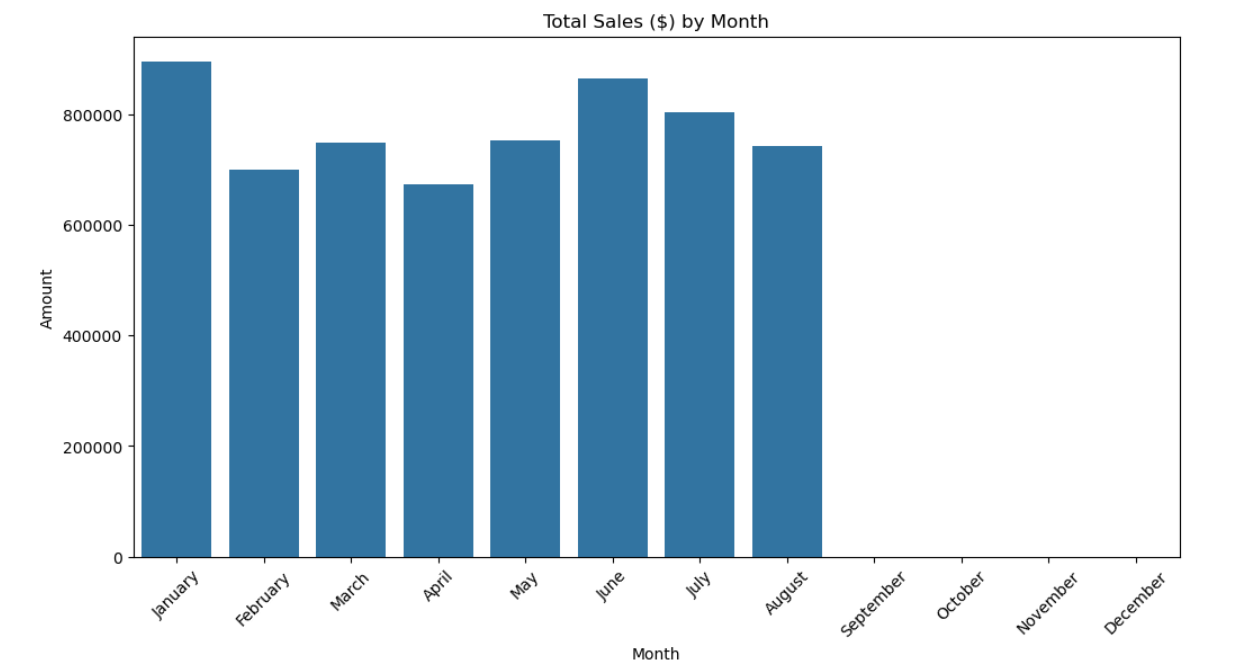 Total Sales ($) by Month
800000
600000
400000
200000
0
Amount
January
February
March
April
May
June
July
August
September
October
November
December
Month